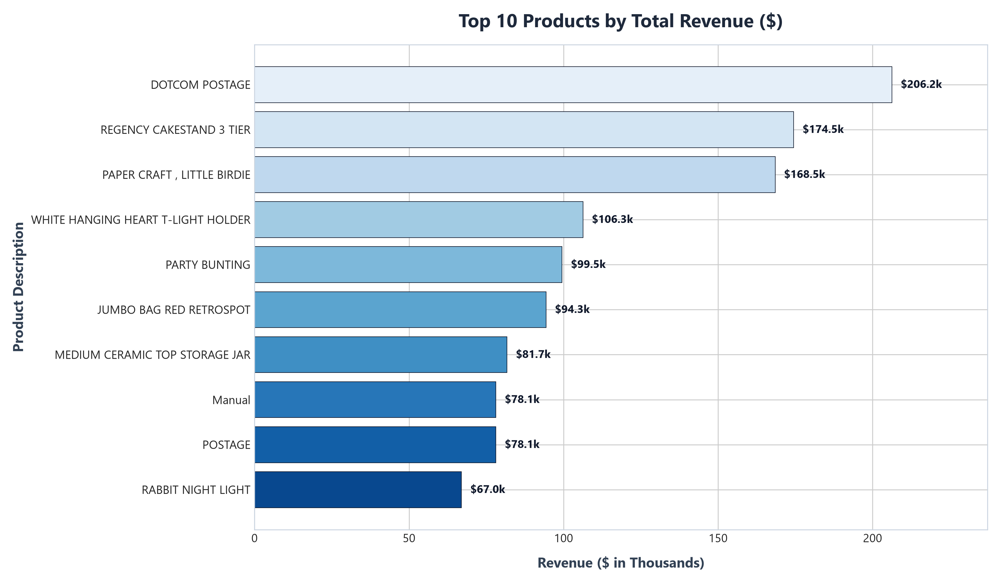 Top 10 Products by Total Revenue ($)
Product Description
DOTCOM POSTAGE $206.2k
REGENCY CAKESTAND 3 TIER $174.5k
PAPER CRAFT , LITTLE BIRDIE $168.5k
WHITE HANGING HEART T-LIGHT HOLDER $106.3k
PARTY BUNTING $99.5k
JUMBO BAG RED RETROSPOT $94.3k
MEDIUM CERAMIC TOP STORAGE JAR $81.7k
Manual $78.1k
POSTAGE $78.1k
RABBIT NIGHT LIGHT $67.0k
0 50 100 150 200
Revenue ($ in Thousands)